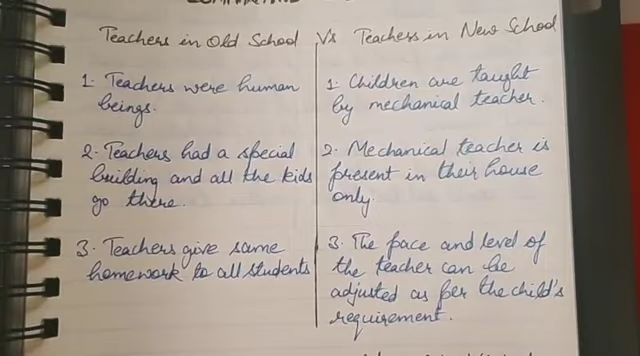 Teachers in Old School Vs Teachers in New School
1. Teachers were human
beings.
2. Teachers had a special
building and all the kids
go there.
3. Teachers give same
homework to all students
1. Children are taught
by mechanical teacher.
2. Mechanical teacher is
present in their house
only.
3. The pace and level of
the teacher can be
adjusted as per the child's
requirement.